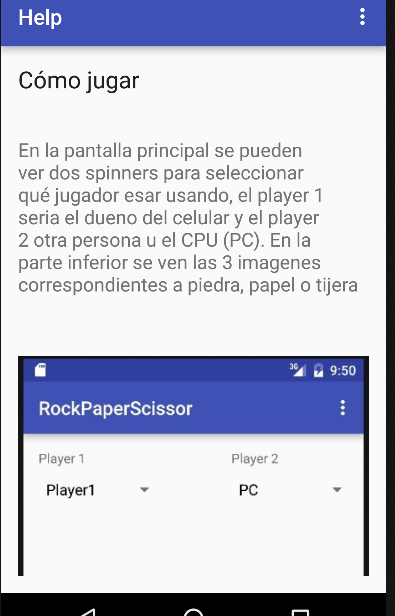 Help
Cómo jugar
En la pantalla principal se pueden
ver dos spinners para seleccionar
qué jugador esar usando, el player 1
seria el dueno del celular y el player
2 otra persona u el CPU (PC). En la
parte inferior se ven las 3 imagenes
correspondientes a piedra, papel o tijera
3G 9:50
RockPaperScissor
Player 1 Player 2
Player1 PC